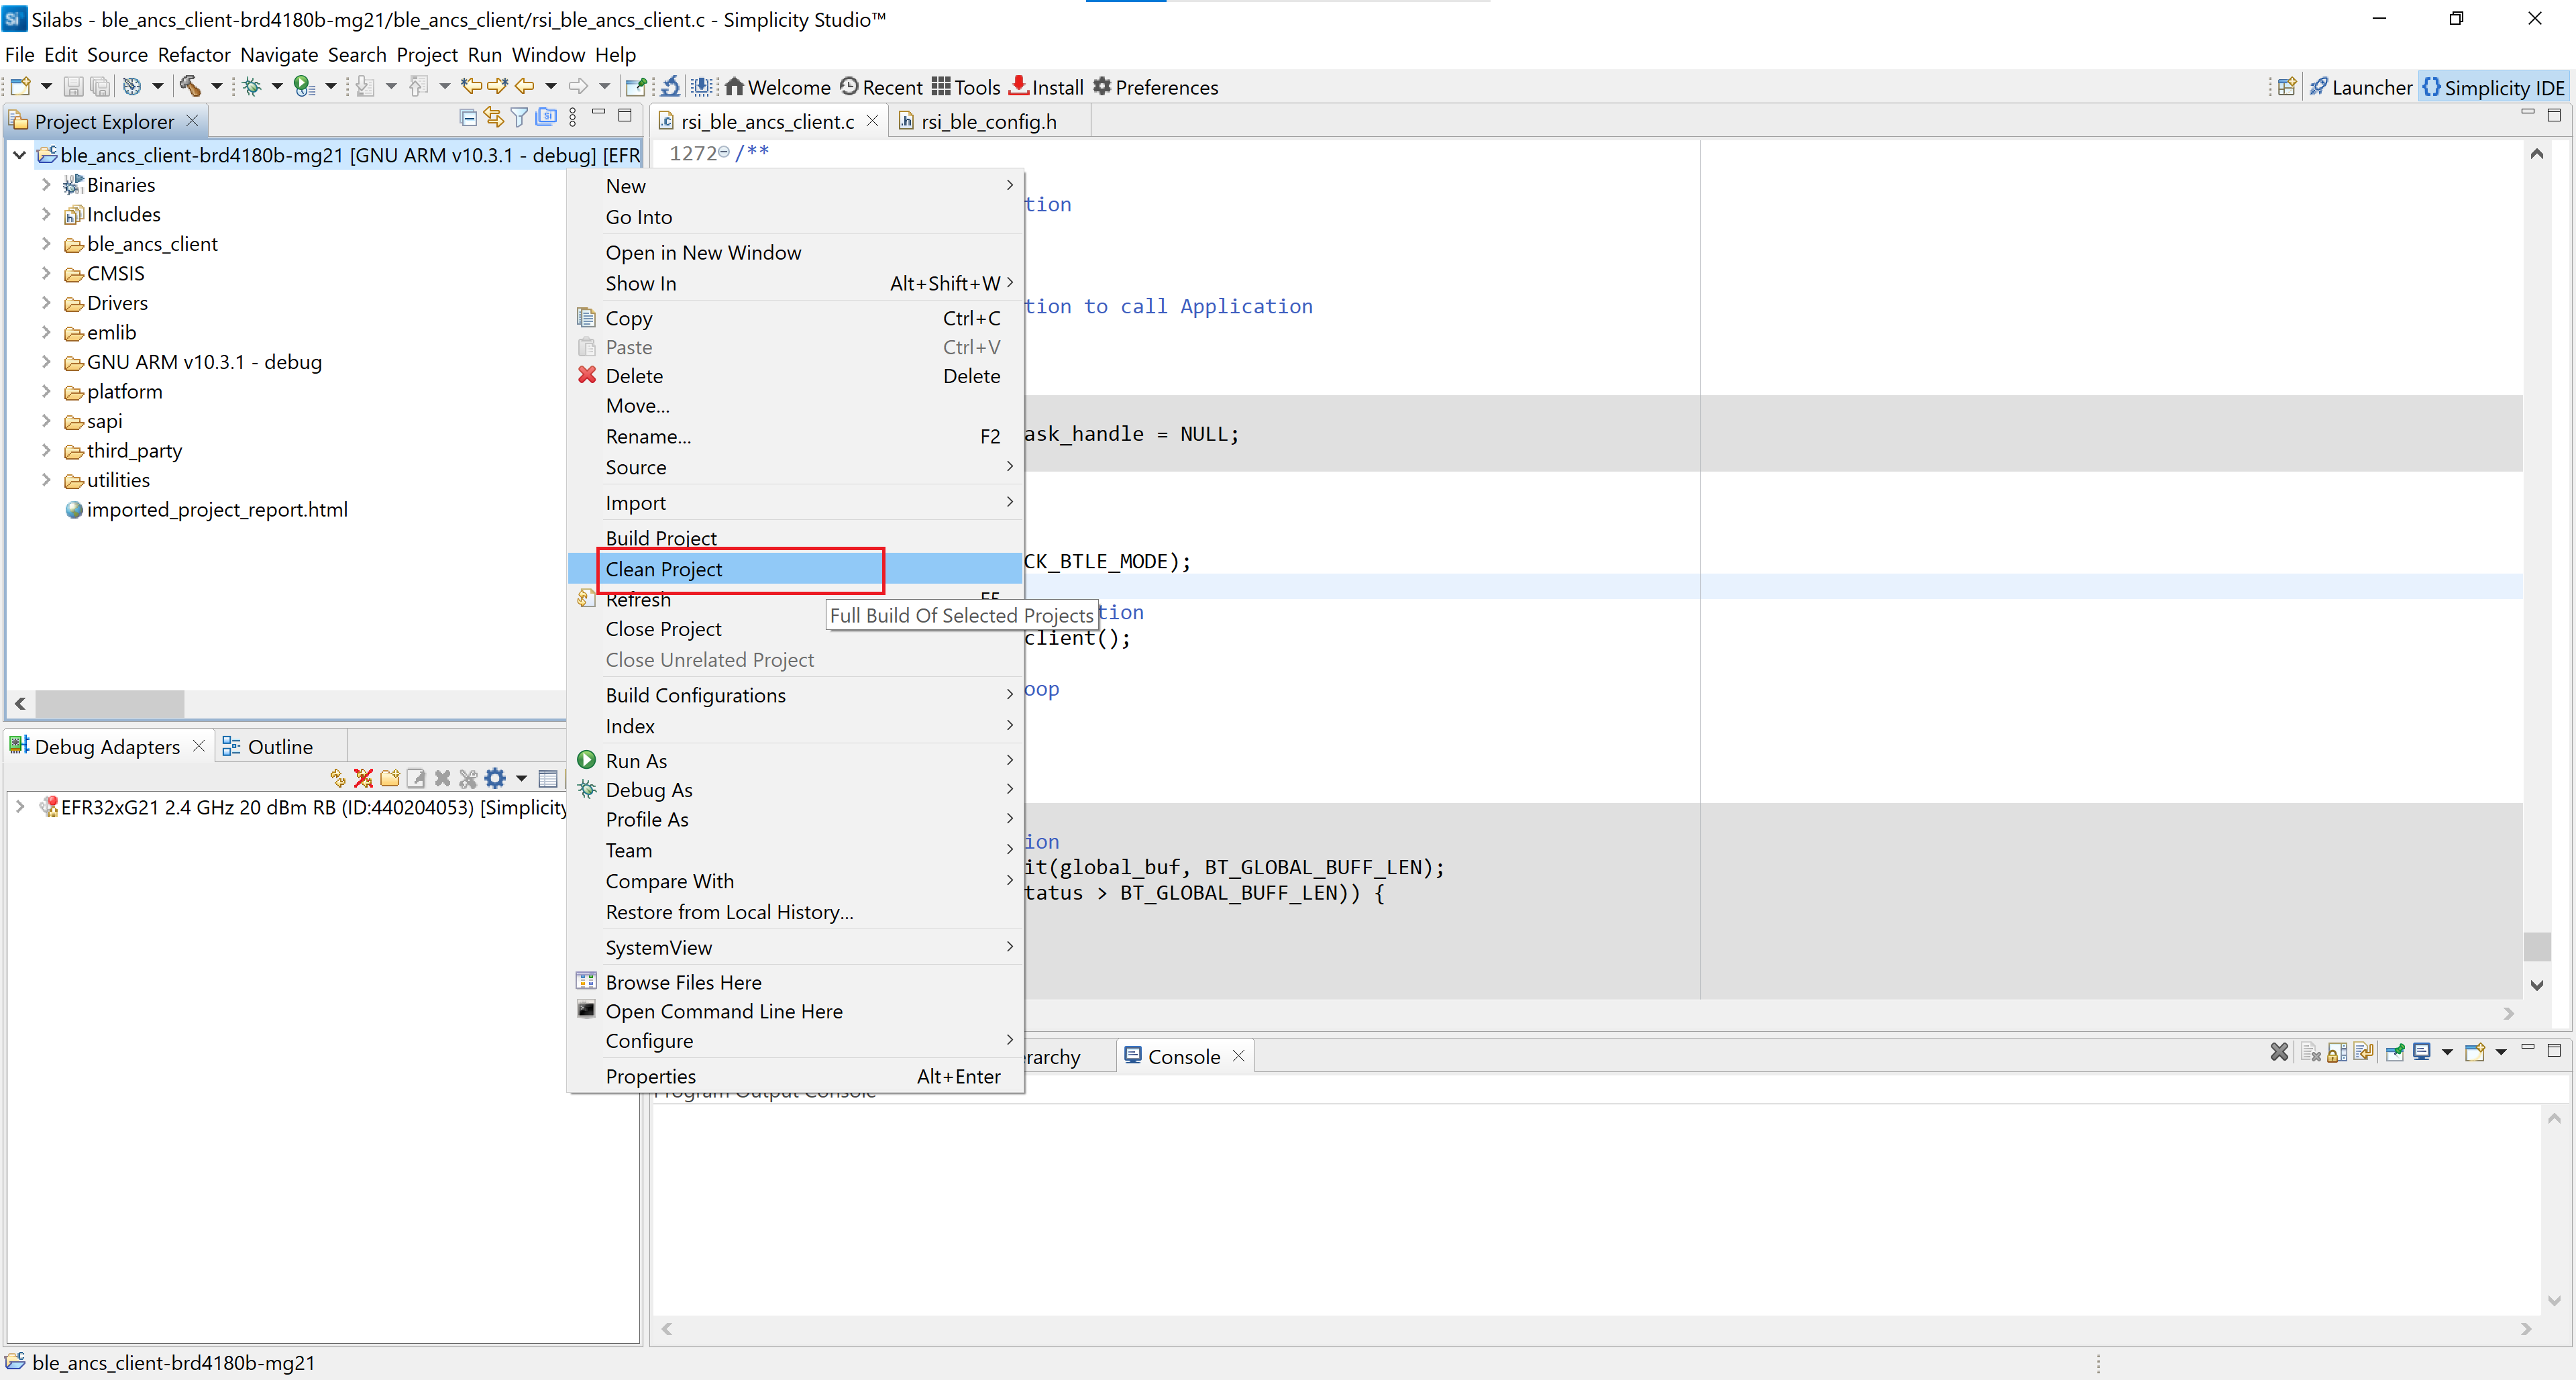 Silabs - ble_ancs_client-brd4180b-mg21/ble_ancs_client/rsi_ble_ancs_client.c - Simplicity Studio™
File Edit Source Refactor Navigate Search Project Run Window Help
Welcome Recent Tools Install Preferences Launcher {} Simplicity IDE
Project Explorer
ble_ancs_client-brd4180b-mg21 [GNU ARM v10.3.1 - debug] [EFR
Binaries
Includes
ble_ancs_client
CMSIS
Drivers
emlib
GNU ARM v10.3.1 - debug
platform
sapi
third_party
utilities
imported_project_report.html
Debug Adapters Outline
EFR32xG21 2.4 GHz 20 dBm RB (ID:440204053) [Simplicity
New
Go Into
Open in New Window
Show In Alt+Shift+W
Copy Ctrl+C
Paste Ctrl+V
Delete Delete
Move...
Rename... F2
Source
Import
Build Project
Clean Project
Refresh F5
Full Build Of Selected Projects
Close Project
Close Unrelated Project
Build Configurations
Index
Run As
Debug As
Profile As
Team
Compare With
Restore from Local History...
SystemView
Browse Files Here
Open Command Line Here
Configure
Properties Alt+Enter
rsi_ble_ancs_client.c rsi_ble_config.h
1272 /**
tion
tion to call Application
ask_handle = NULL;
CK_BTLE_MODE);
tion
client();
oop
ion
it(global_buf, BT_GLOBAL_BUFF_LEN);
tatus > BT_GLOBAL_BUFF_LEN)) {
erarchy Console
Program Output Console
ble_ancs_client-brd4180b-mg21